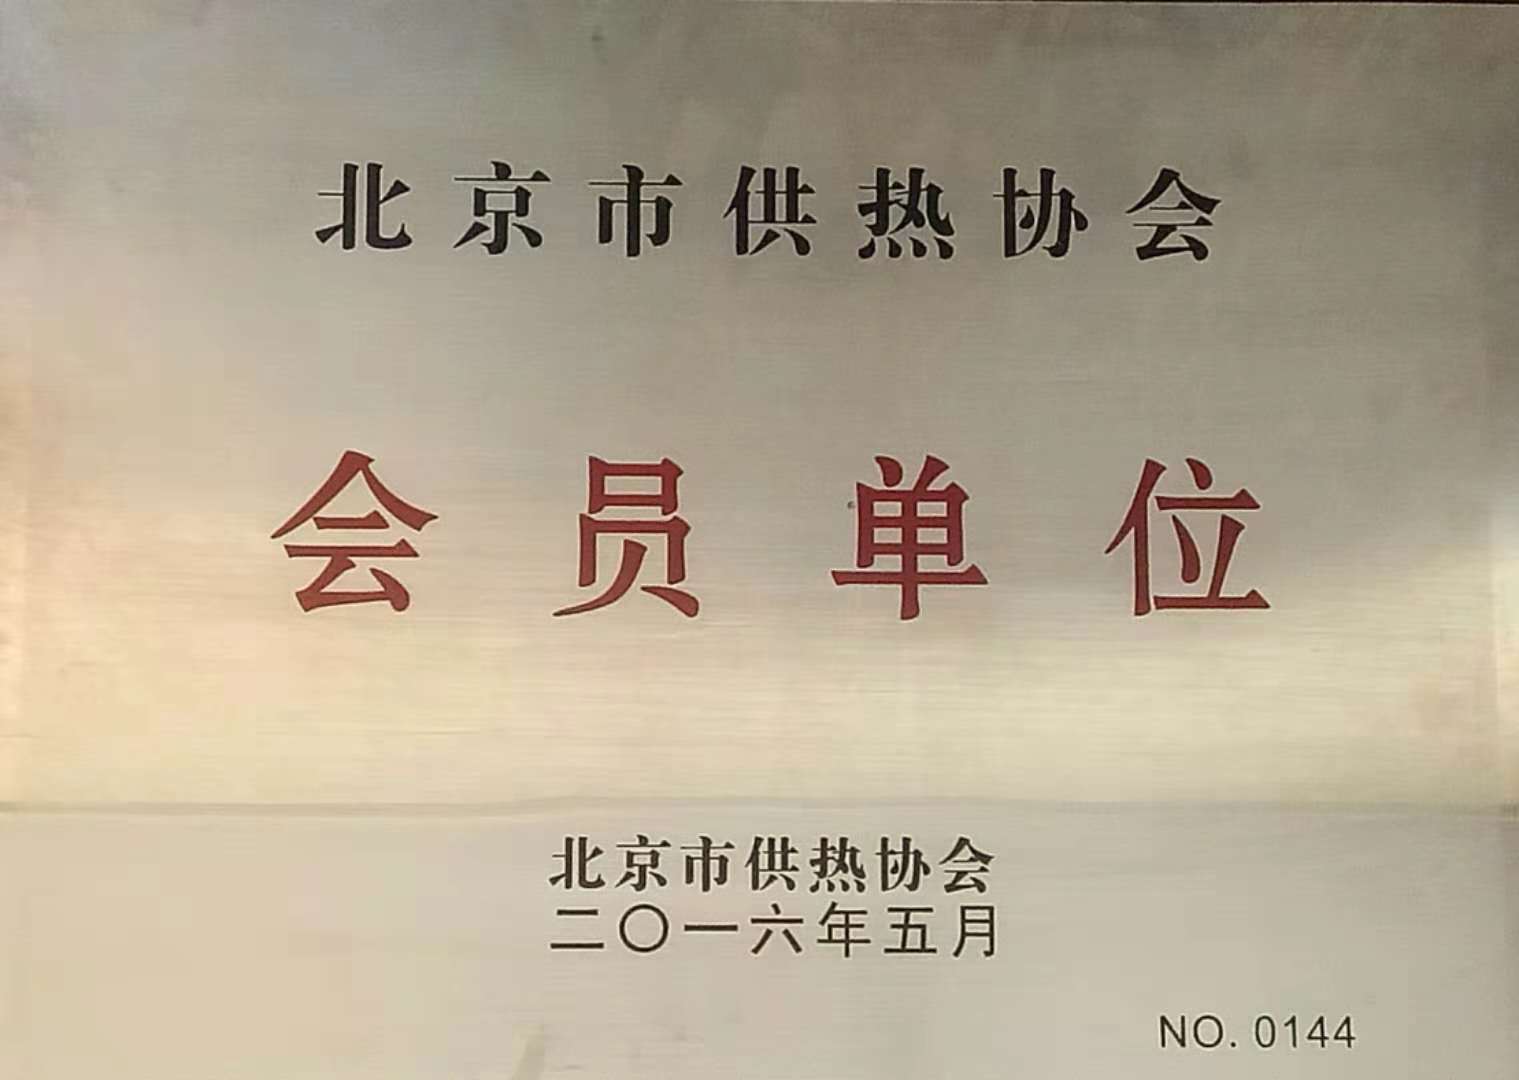 北京市供热协会
会员单位
北京市供热协会
二〇一六年五月
NO. 0144